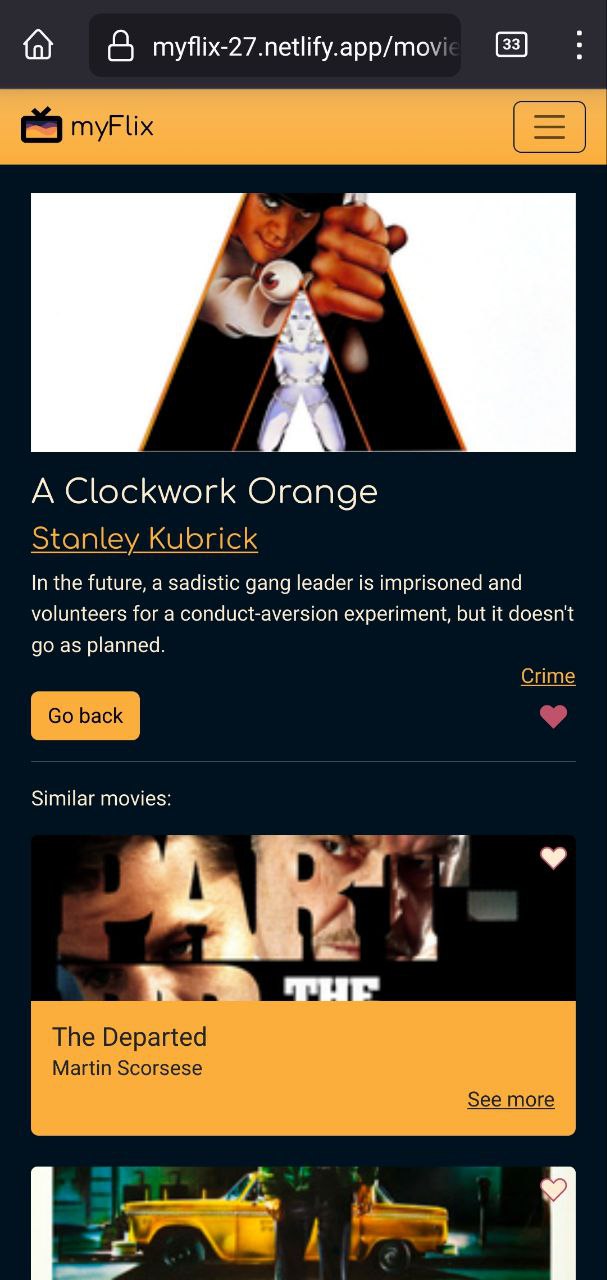 33
myflix-27.netlify.app/movie
myFlix
A Clockwork Orange
Stanley Kubrick
In the future, a sadistic gang leader is imprisoned and
volunteers for a conduct-aversion experiment, but it doesn't
go as planned.
Crime
Go back
Similar movies:
PART-
THE
The Departed
Martin Scorsese
See more